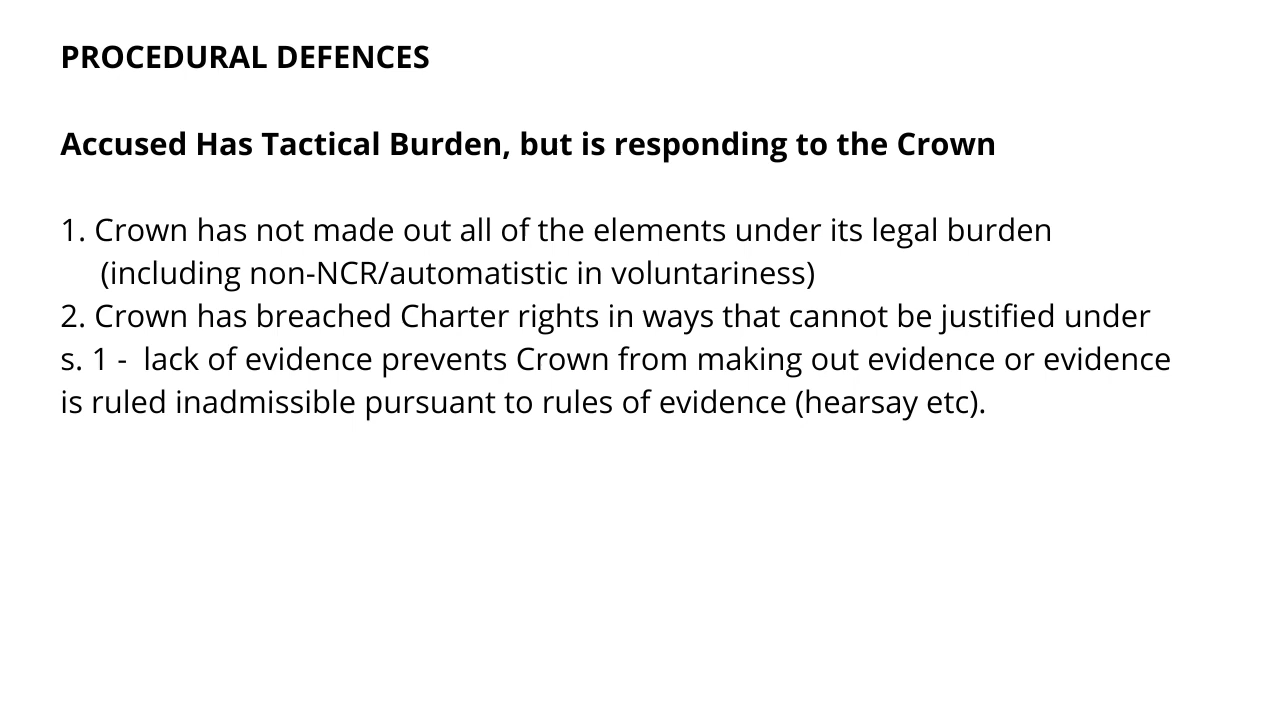 PROCEDURAL DEFENCES
Accused Has Tactical Burden, but is responding to the Crown
1. Crown has not made out all of the elements under its legal burden
(including non-NCR/automatistic in voluntariness)
2. Crown has breached Charter rights in ways that cannot be justified under
s. 1 -  lack of evidence prevents Crown from making out evidence or evidence
is ruled inadmissible pursuant to rules of evidence (hearsay etc).